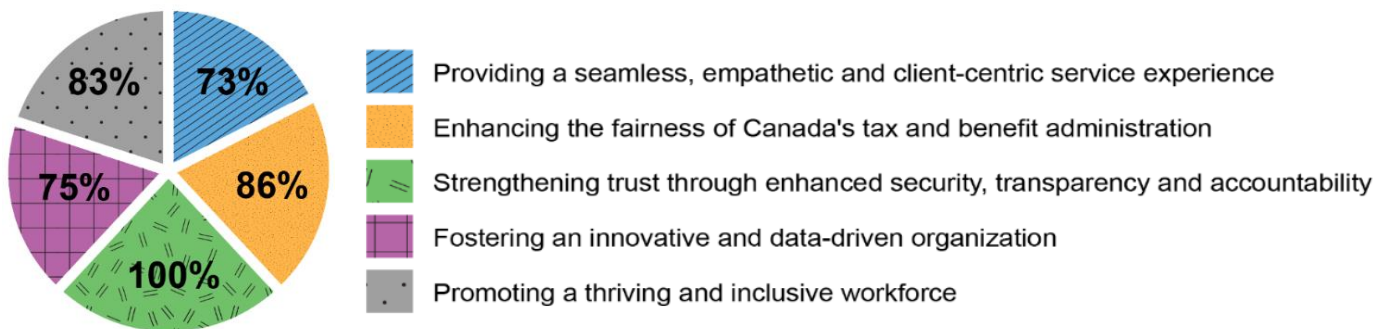 83%
73%
75%
86%
100%
Providing a seamless, empathetic and client-centric service experience
Enhancing the fairness of Canada's tax and benefit administration
Strengthening trust through enhanced security, transparency and accountability
Fostering an innovative and data-driven organization
Promoting a thriving and inclusive workforce